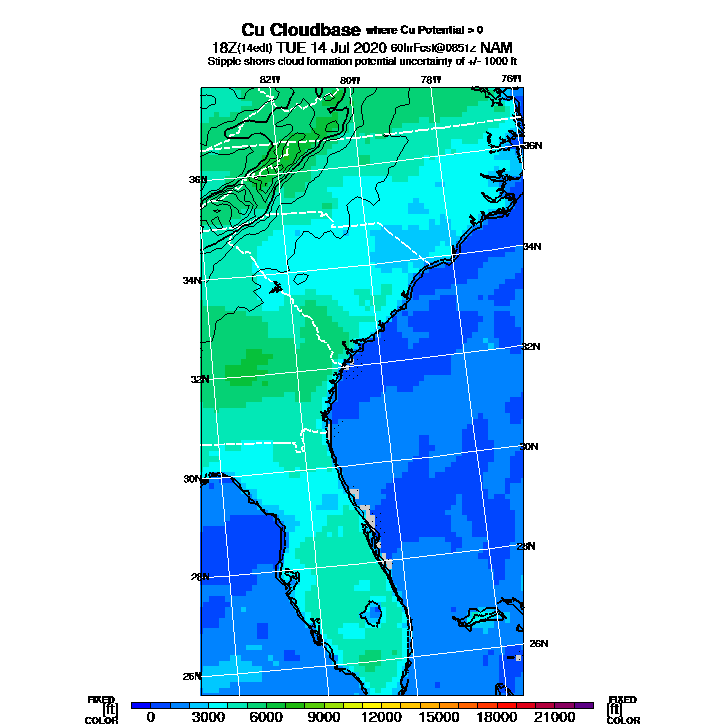 Cu Cloudbase where Cu Potential > 0
18Z(14edt) TUE 14 Jul 2020 60hrFcst@0851z NAM
Stipple shows cloud formation potential uncertainty of +/- 1000 ft
82W 80W 78W 76W
36N
36N
34N
34N
32N
32N
30N
30N
28N
28N
26N
26N
FIXED FIXED
[ft] [ft]
COLOR 0 3000 6000 9000 12000 15000 18000 21000 COLOR